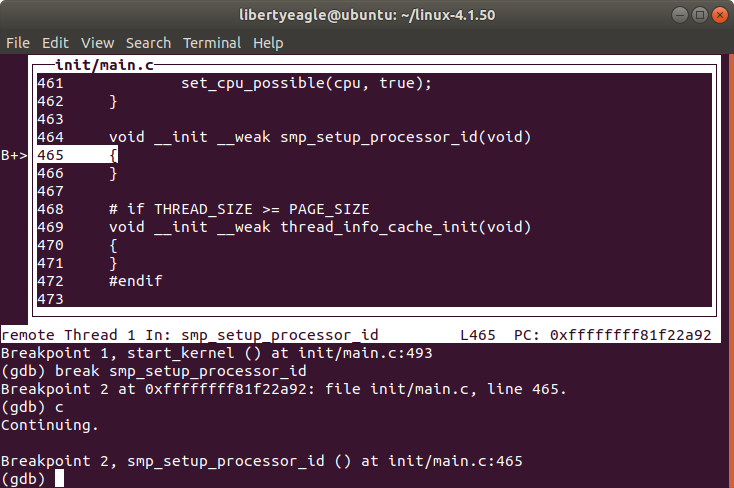 libertyeagle@ubuntu: ~/linux-4.1.50
File Edit View Search Terminal Help
init/main.c
461 set_cpu_possible(cpu, true);
462 }
463
464 void __init __weak smp_setup_processor_id(void)
B+> 465 {
466 }
467
468 # if THREAD_SIZE >= PAGE_SIZE
469 void __init __weak thread_info_cache_init(void)
470 {
471 }
472 #endif
473
remote Thread 1 In: smp_setup_processor_id L465 PC: 0xffffffff81f22a92
Breakpoint 1, start_kernel () at init/main.c:493
(gdb) break smp_setup_processor_id
Breakpoint 2 at 0xffffffff81f22a92: file init/main.c, line 465.
(gdb) c
Continuing.
Breakpoint 2, smp_setup_processor_id () at init/main.c:465
(gdb)